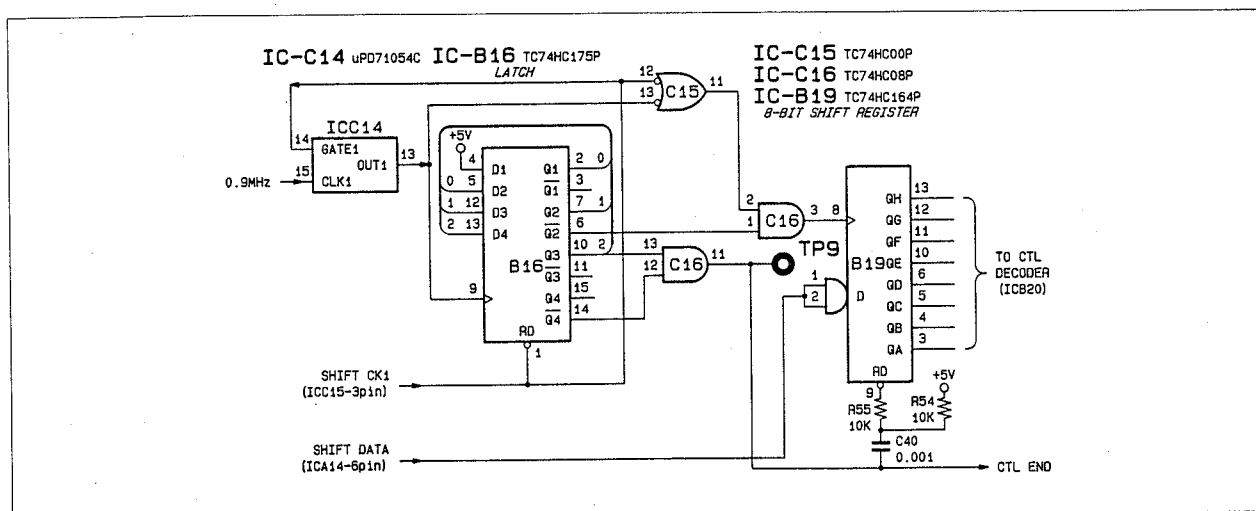 IC-C14 uPD71054C IC-B16 TC74HC175P
LATCH
IC-C15 TC74HC00P
IC-C16 TC74HC08P
IC-B19 TC74HC164P
8-BIT SHIFT REGISTER
12
13
C15
11
ICC14
14
GATE1
OUT1
13
15
CLK1
0.9MHz
+5V
4
D1
Q1
2
0
0
5
D2
Q1
3
1
12
D3
Q2
7
1
2
13
D4
Q2
6
Q3
10
2
B16
Q3
11
Q4
15
9
Q4
14
RD
1
2
1
C16
3
8
13
12
C16
11
TP9
B19
1
2
D
QH
13
QG
12
QF
11
QE
10
QD
6
QC
5
QB
4
QA
3
RD
9
TO CTL
DECODER
(ICB20)
+5V
R55
10K
R54
10K
C40
0.001
SHIFT CK1
(ICC15-3pin)
SHIFT DATA
(ICA14-6pin)
CTL END